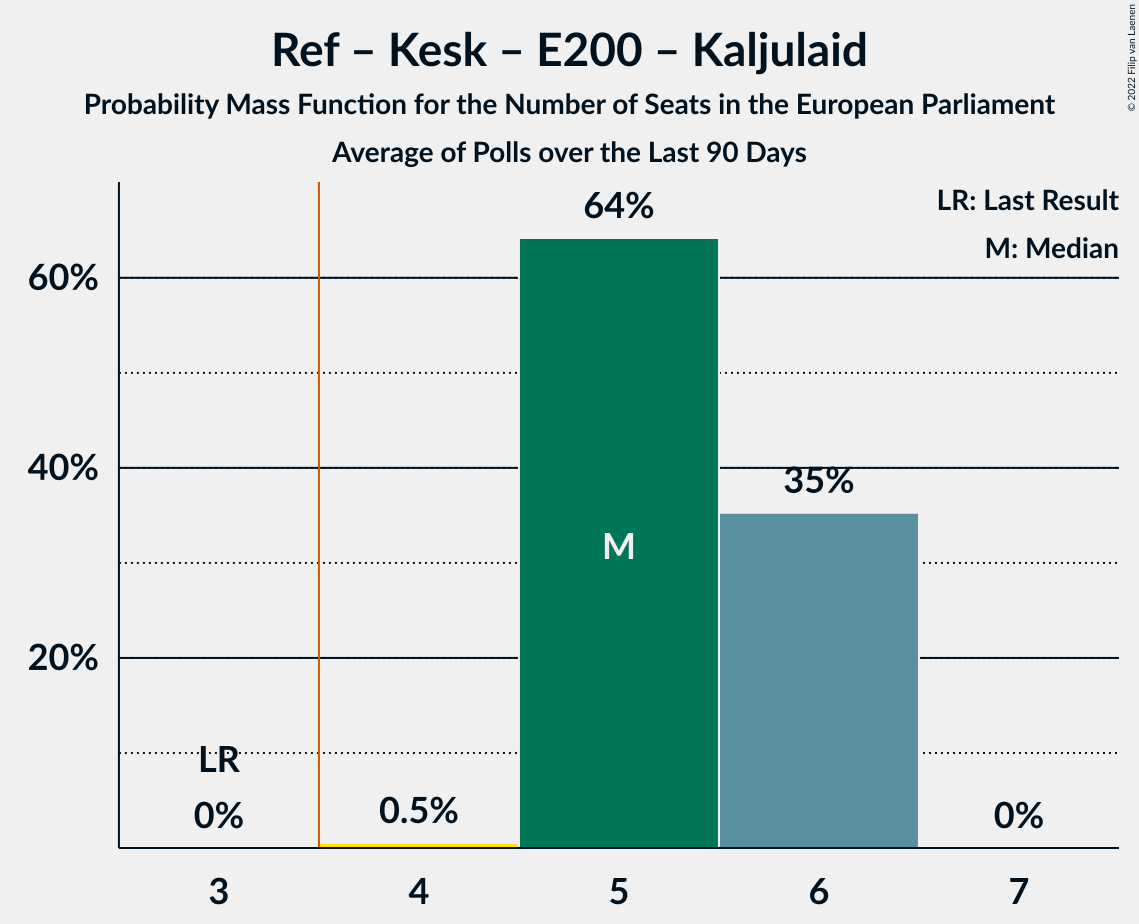 Ref – Kesk – E200 – Kaljulaid
Probability Mass Function for the Number of Seats in the European Parliament
Average of Polls over the Last 90 Days
© 2022 Filip van Laenen
LR: Last Result
M: Median
60%
40%
20%
LR
0%
0.5%
64%
M
35%
0%
3
4
5
6
7